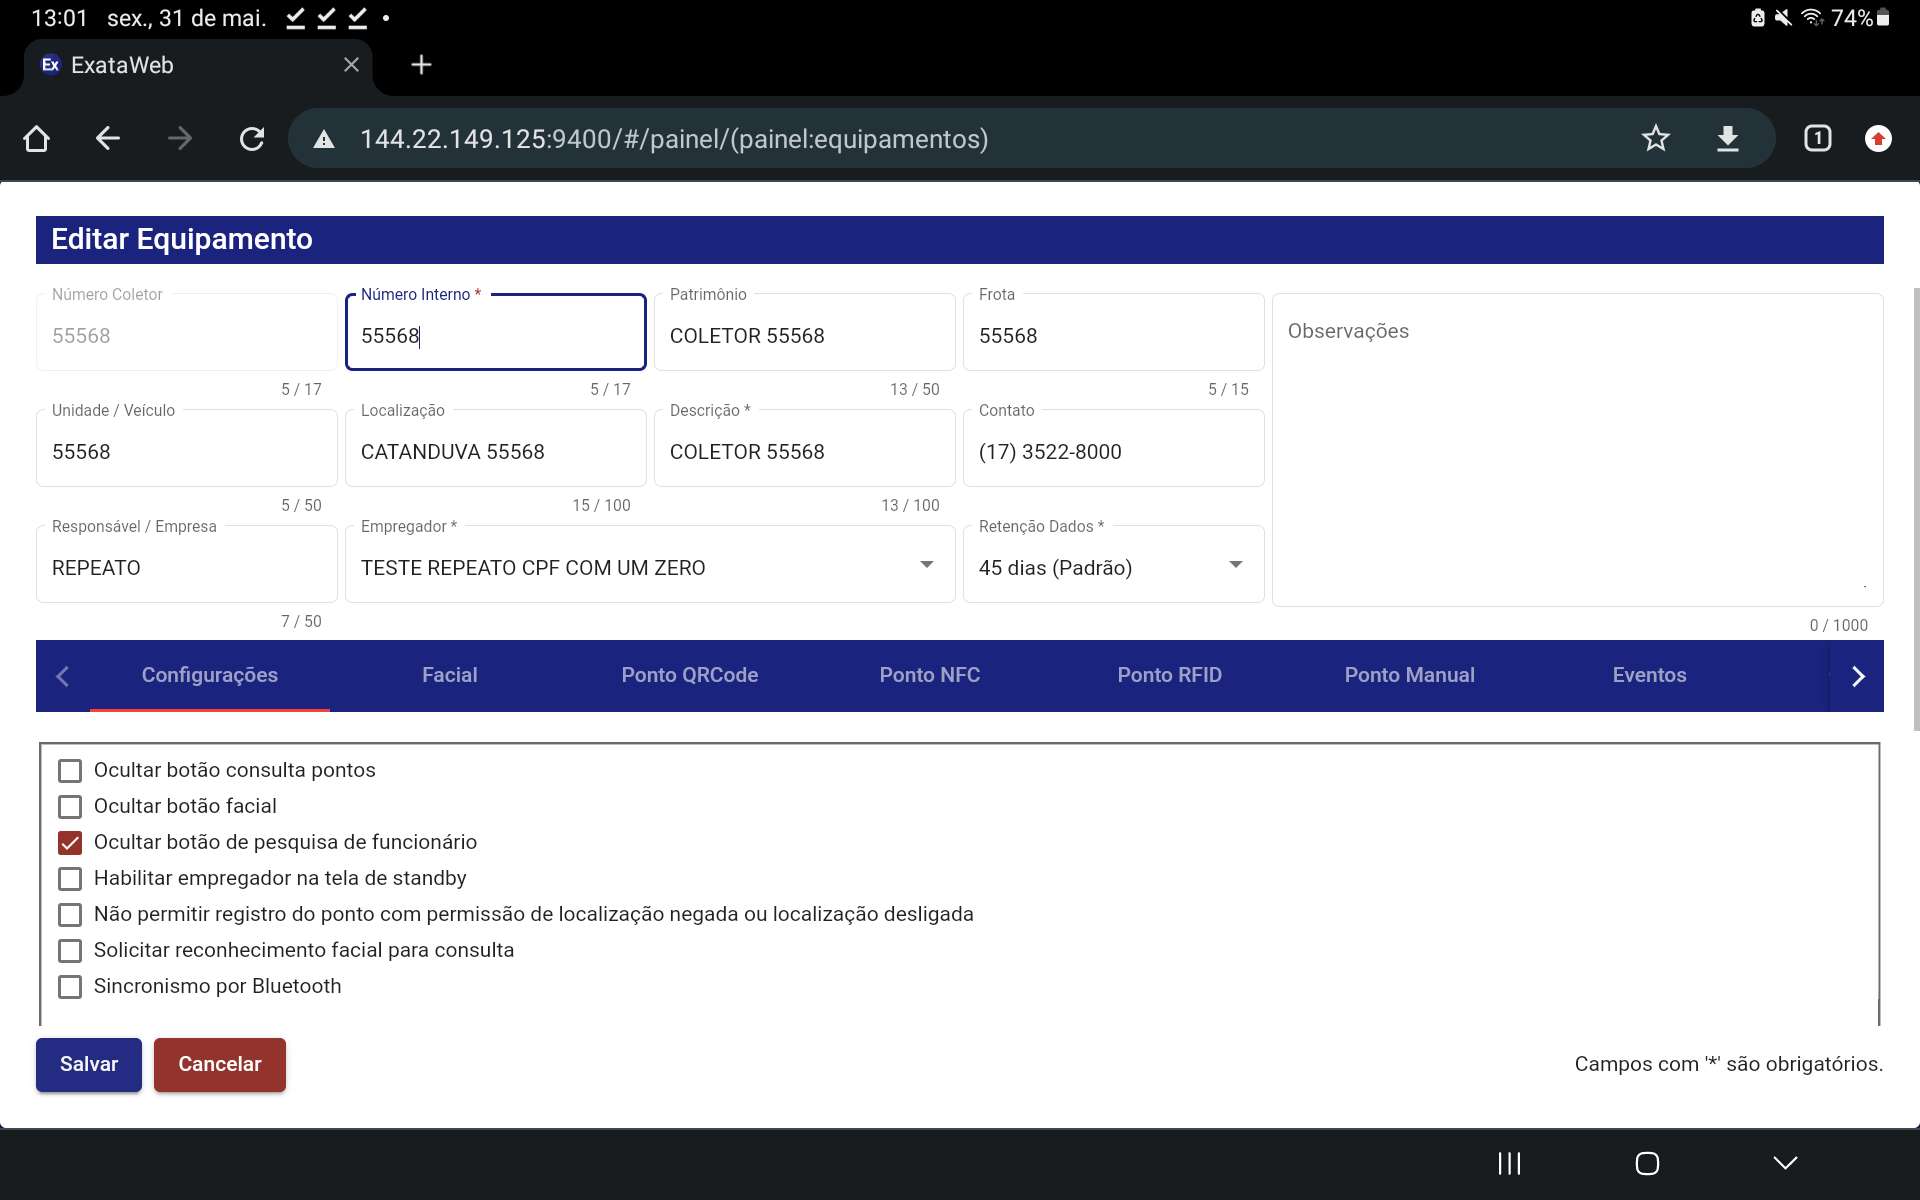 13:01 sex., 31 de mai. 74%
Ex ExataWeb
144.22.149.125:9400/#/painel/(painel:equipamentos) 1
Editar Equipamento
Número Coletor Número Interno * Patrimônio Frota
55568 55568 COLETOR 55568 55568 Observações
5 / 17 5 / 17 13 / 50 5 / 15
Unidade / Veículo Localização Descrição * Contato
55568 CATANDUVA 55568 COLETOR 55568 (17) 3522-8000
5 / 50 15 / 100 13 / 100
Responsável / Empresa Empregador * Retenção Dados *
REPEATO TESTE REPEATO CPF COM UM ZERO 45 dias (Padrão)
7 / 50 0 / 1000
Configurações Facial Ponto QRCode Ponto NFC Ponto RFID Ponto Manual Eventos
Ocultar botão consulta pontos
Ocultar botão facial
Ocultar botão de pesquisa de funcionário
Habilitar empregador na tela de standby
Não permitir registro do ponto com permissão de localização negada ou localização desligada
Solicitar reconhecimento facial para consulta
Sincronismo por Bluetooth
Salvar Cancelar Campos com '*' são obrigatórios.